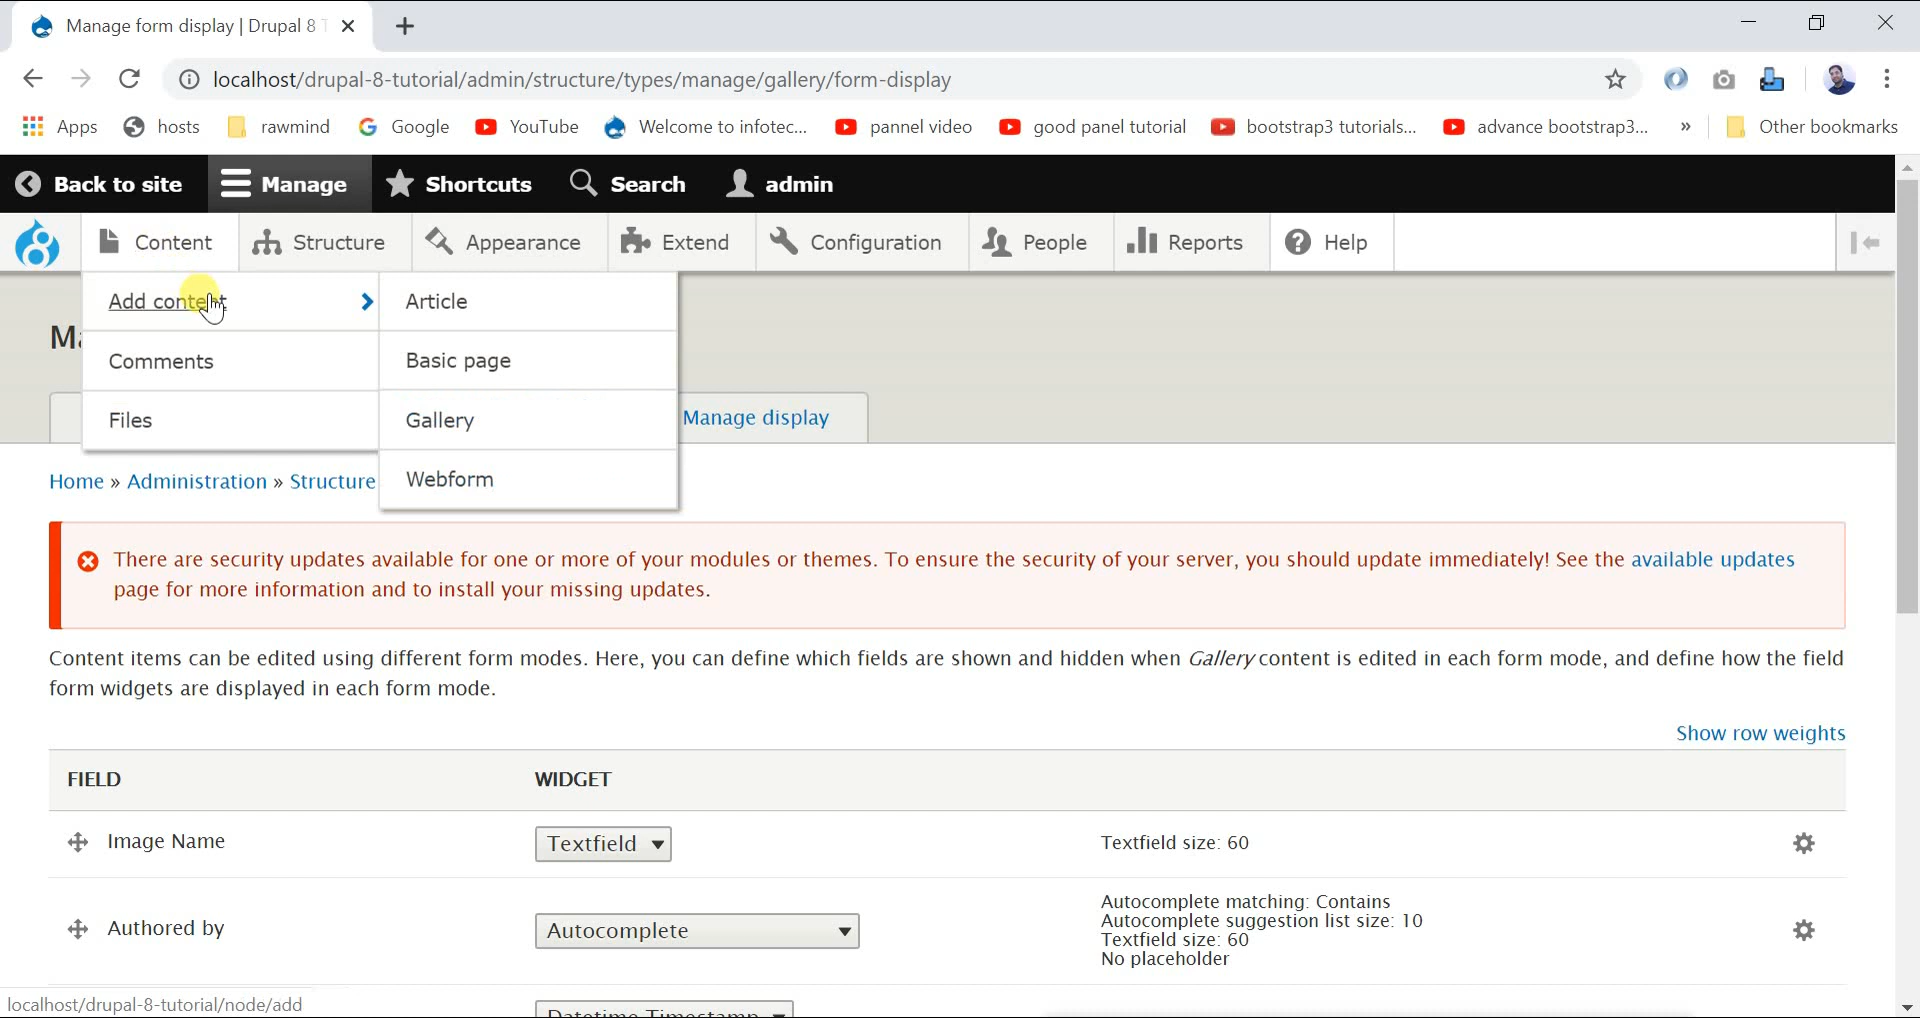 Manage form display | Drupal 8
localhost/drupal-8-tutorial/admin/structure/types/manage/gallery/form-display
Apps hosts rawmind Google YouTube Welcome to infotec... pannel video good panel tutorial bootstrap3 tutorials... advance bootstrap3... » Other bookmarks
Back to site Manage Shortcuts Search admin
Content Structure Appearance Extend Configuration People Reports Help
Add content Article
Comments Basic page
Files Gallery Manage display
Webform
Home » Administration » Structure
There are security updates available for one or more of your modules or themes. To ensure the security of your server, you should update immediately! See the available updates
page for more information and to install your missing updates.
Content items can be edited using different form modes. Here, you can define which fields are shown and hidden when Gallery content is edited in each form mode, and define how the field
form widgets are displayed in each form mode.
Show row weights
FIELD WIDGET
Image Name Textfield Textfield size: 60
Authored by Autocomplete
Autocomplete matching: Contains
Autocomplete suggestion list size: 10
Textfield size: 60
No placeholder
localhost/drupal-8-tutorial/node/add
Datetime Timestamp